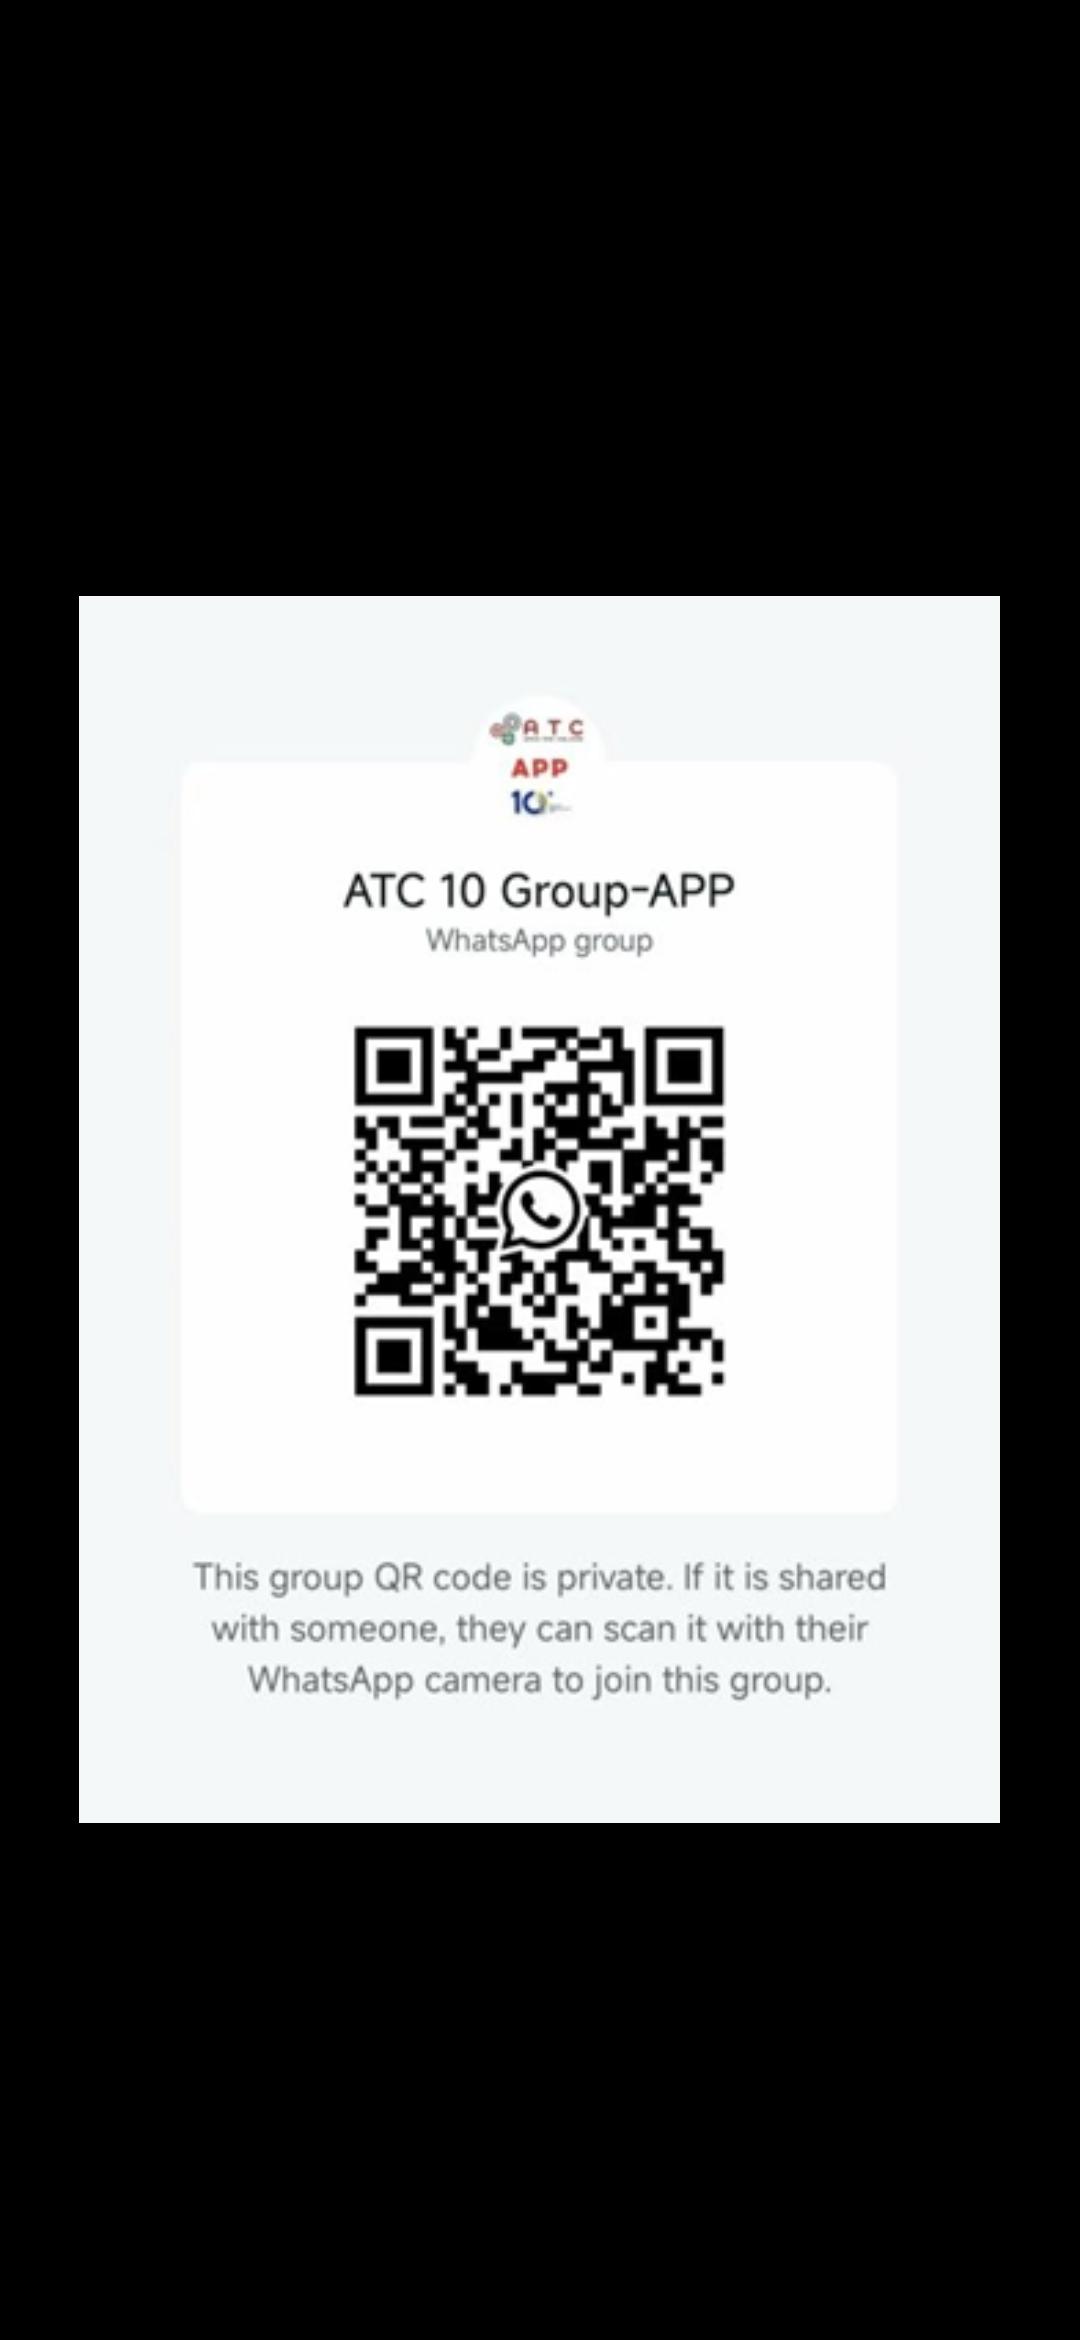 ATC
APP
10
ATC 10 Group-APP
WhatsApp group
This group QR code is private. If it is shared
with someone, they can scan it with their
WhatsApp camera to join this group.